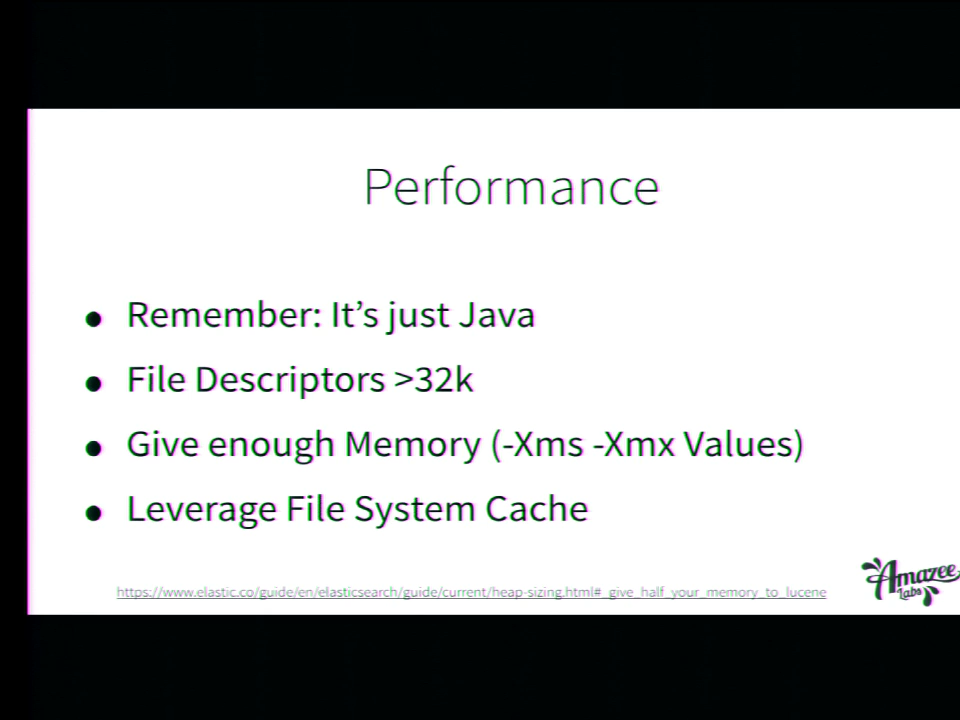 Performance
• Remember: It’s just Java
• File Descriptors >32k
• Give enough Memory (-Xms -Xmx Values)
• Leverage File System Cache
https://www.elastic.co/guide/en/elasticsearch/guide/current/heap-sizing.html#_give_half_your_memory_to_lucene
Amazee
Labs